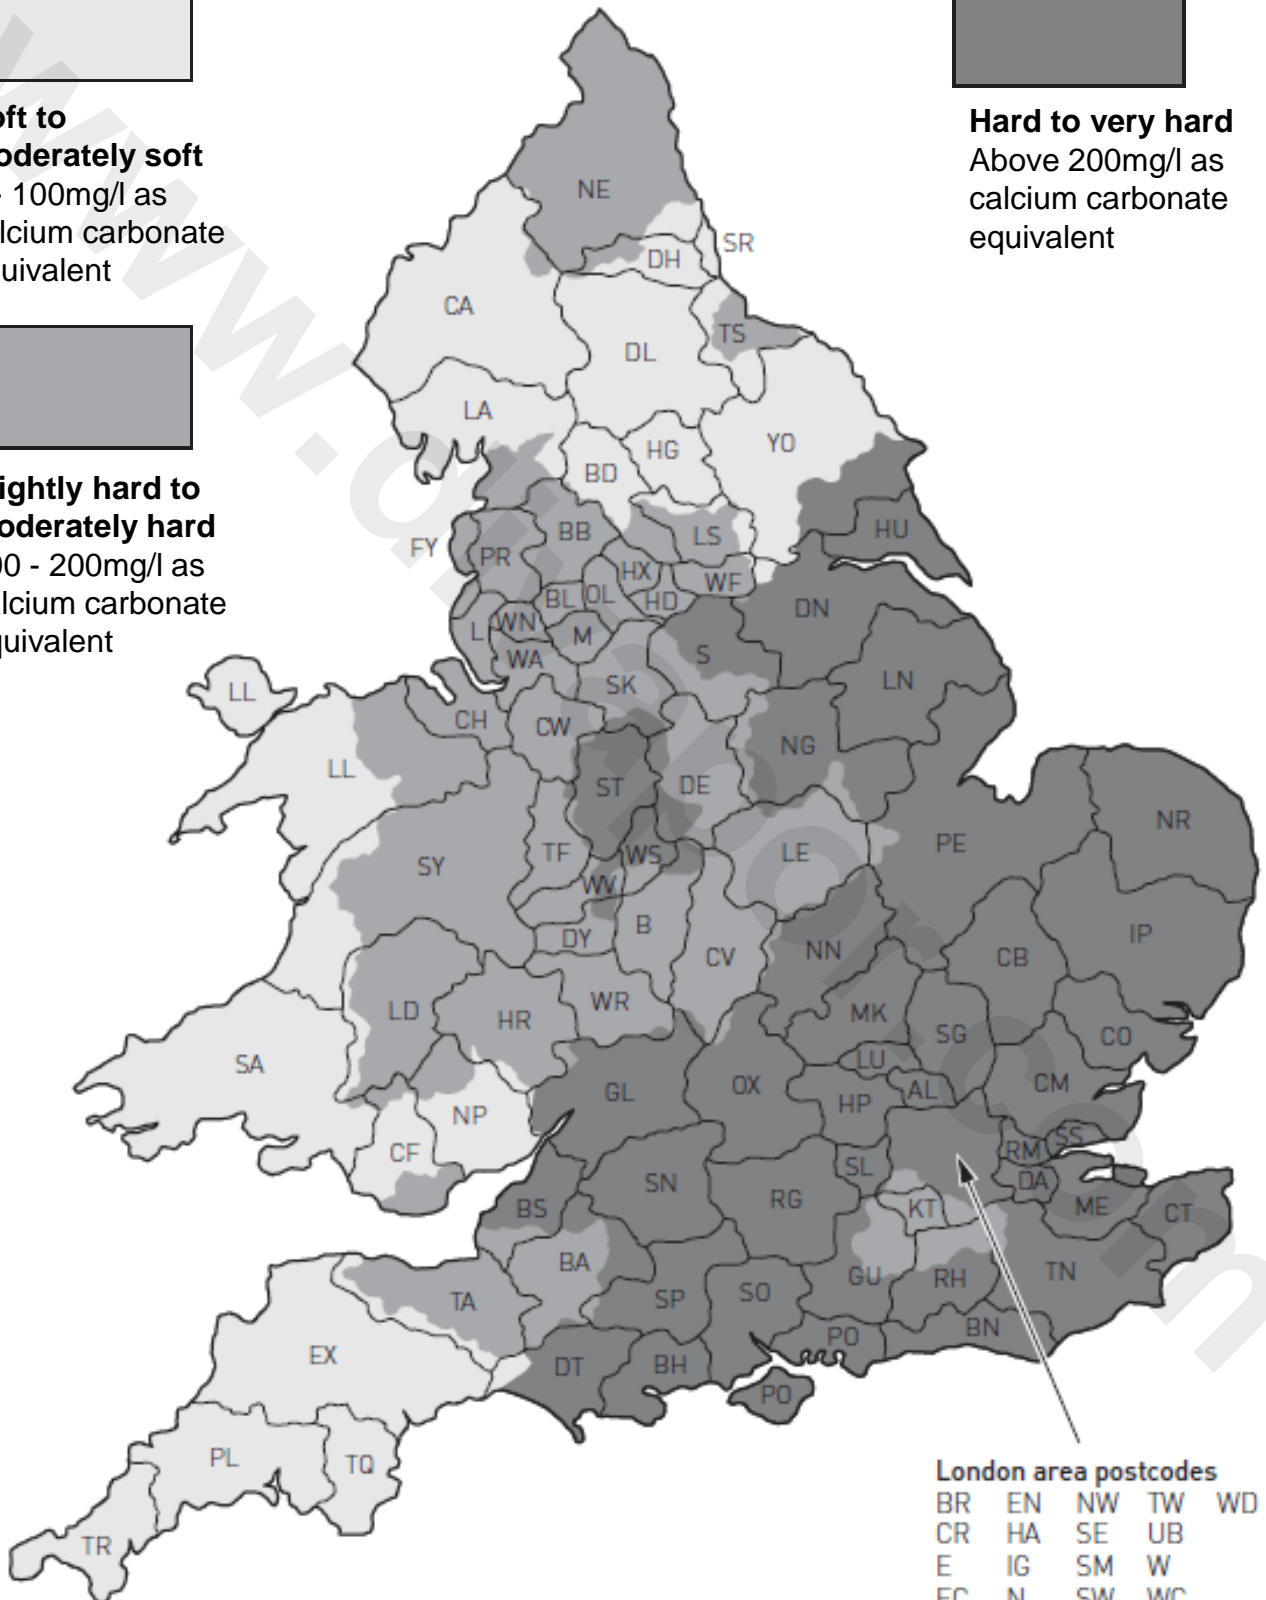 oft to
oderately soft
- 100mg/l as
lcium carbonate
uivalent
ightly hard to
oderately hard
00 - 200mg/l as
alcium carbonate
quivalent
Hard to very hard
Above 200mg/l as
calcium carbonate
equivalent
NE
SR
DH
CA
TS
DL
LA
YO
HG
BD
HU
BB
LS
FY
PR
HX
WF
BL
OL
HD
DN
WN
L
M
WA
S
SK
LN
LL
CH
CW
NG
LL
ST
DE
NR
PE
TF
WS
LE
SY
WV
B
IP
DY
NN
CV
CB
WR
LD
HR
MK
SG
CO
LU
SA
OX
CM
GL
AL
HP
NP
SS
RM
CF
SL
DA
SN
RG
BS
KT
ME
CT
BA
TN
GU
RH
SP
SO
TA
BN
PO
EX
DT
BH
PO
PL
TQ
TR
London area postcodes
BR EN NW TW WD
CR HA SE UB
E IG SM W
EC N SW WC